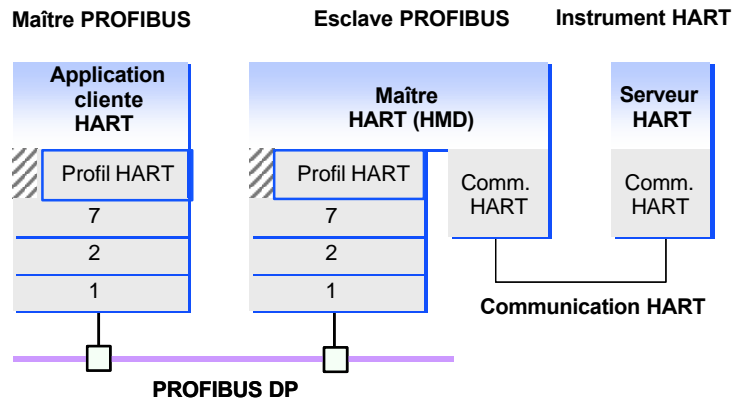 Maître PROFIBUS
Esclave PROFIBUS
Instrument HART
Application
cliente
HART
Maître
HART (HMD)
Serveur
HART
Profil HART
7
2
1
Profil HART
7
2
1
Comm.
HART
Comm.
HART
Communication HART
PROFIBUS DP